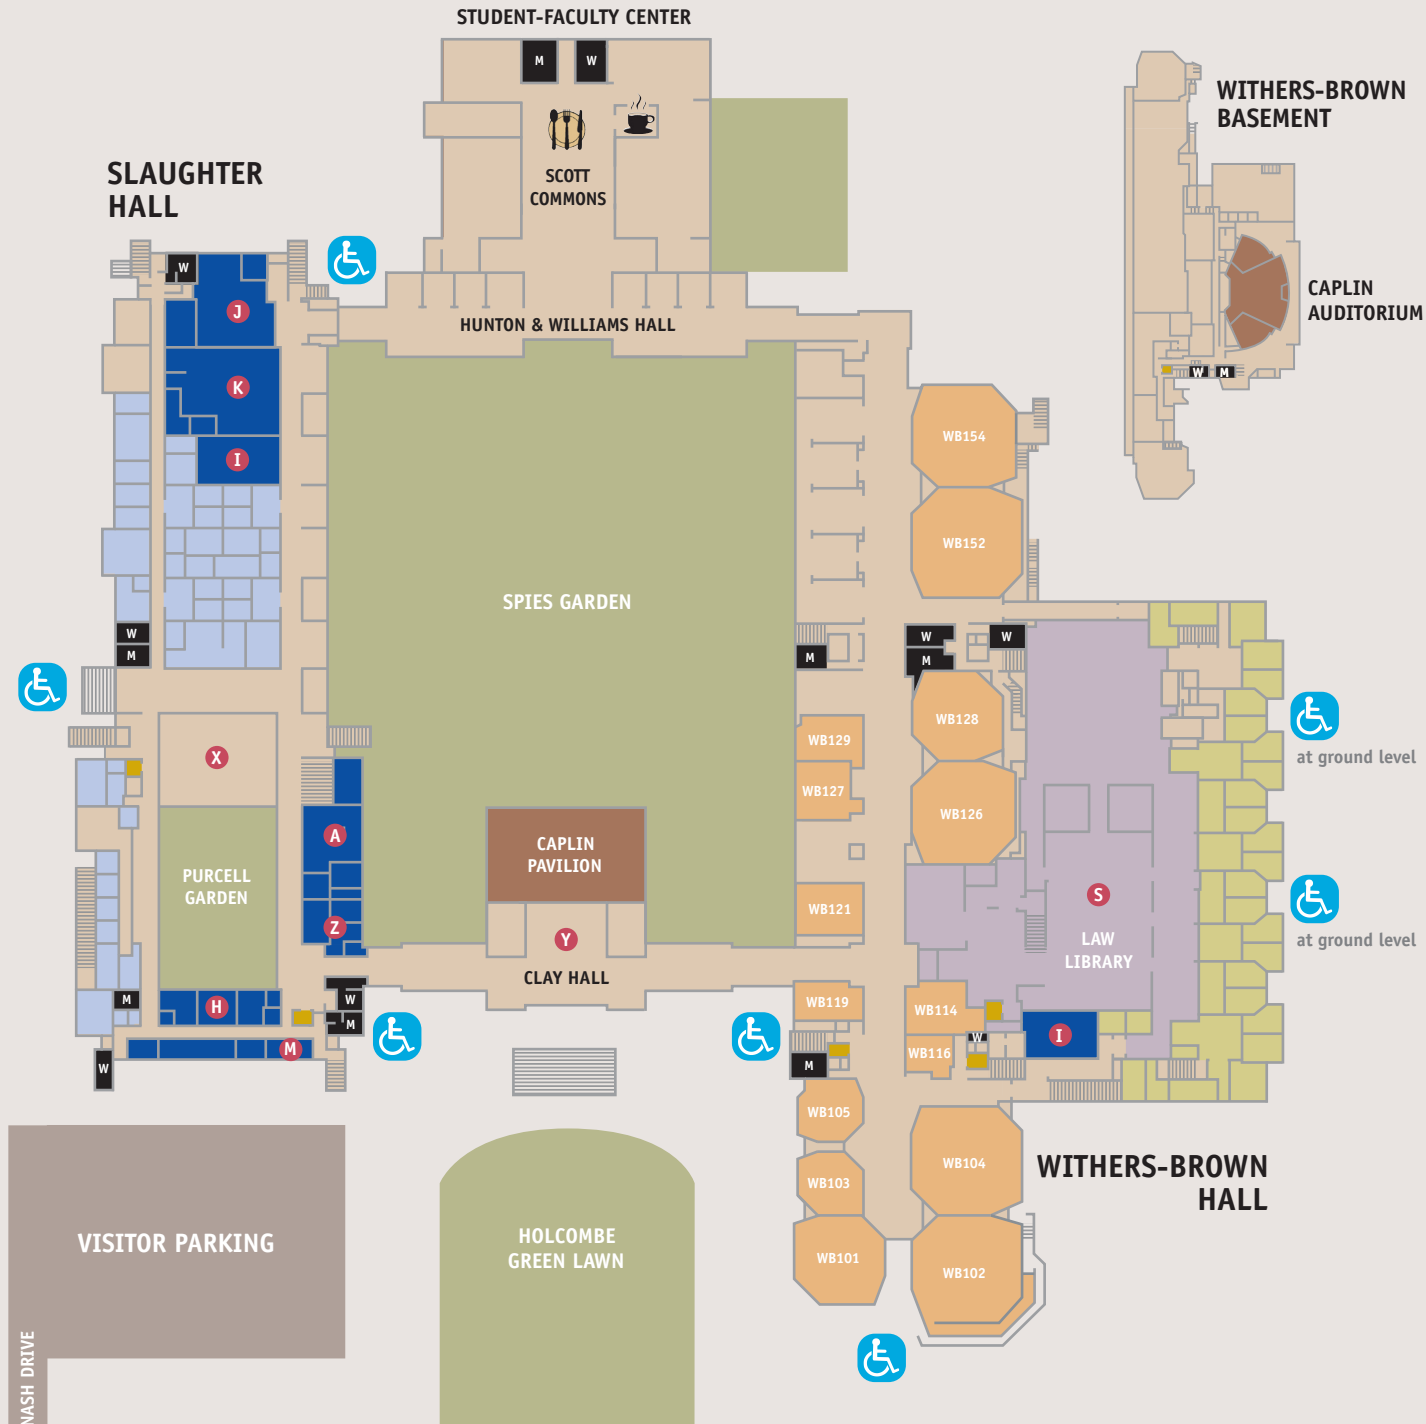 STUDENT-FACULTY CENTER
M
W
WITHERS-BROWN
BASEMENT
SLAUGHTER
HALL
SCOTT
COMMONS
W
J
CAPLIN
AUDITORIUM
HUNTON & WILLIAMS HALL
W
M
K
I
WB154
WB152
SPIES GARDEN
W
M
M
W
M
W
WB128
at ground level
X
WB129
WB127
WB126
A
CAPLIN
PAVILION
PURCELL
GARDEN
WB121
S
LAW
LIBRARY
at ground level
Z
Y
CLAY HALL
M
H
W
M
WB119
WB114
M
W
W
I
WB116
M
WB105
WB104
WB103
WITHERS-BROWN
HALL
VISITOR PARKING
HOLCOMBE
GREEN LAWN
WB101
WB102
NASH DRIVE